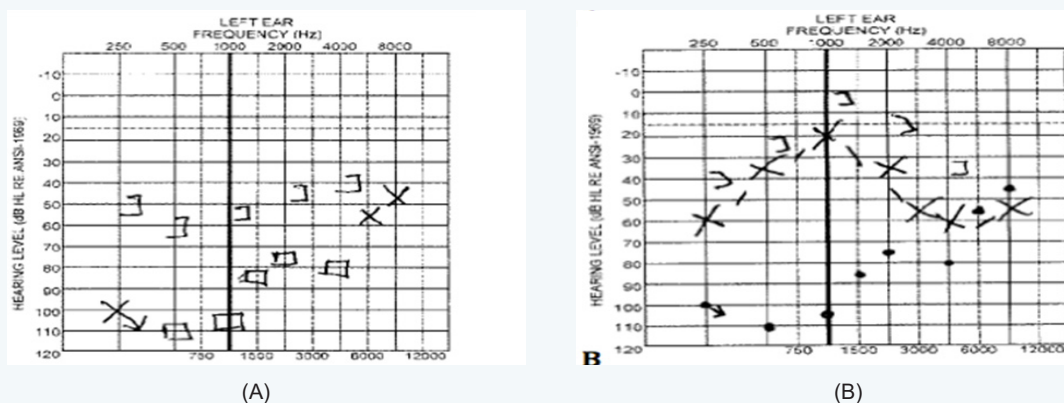 LEFT EAR
FREQUENCY (Hz)
250 500 1000 2000 4000 8000
HEARING LEVEL (dB HL RE ANSI-1969)
-10
0
10
20
30
40
50
60
70
80
90
100
110
120
750 1500 3000 6000 12000
(A)
LEFT EAR
FREQUENCY (Hz)
250 500 1000 2000 4000 8000
HEARING LEVEL (dB HL RE ANSI-1969)
-10
0
10
20
30
40
50
60
70
80
90
100
110
120
750 1500 3000 6000 12000
B
(B)